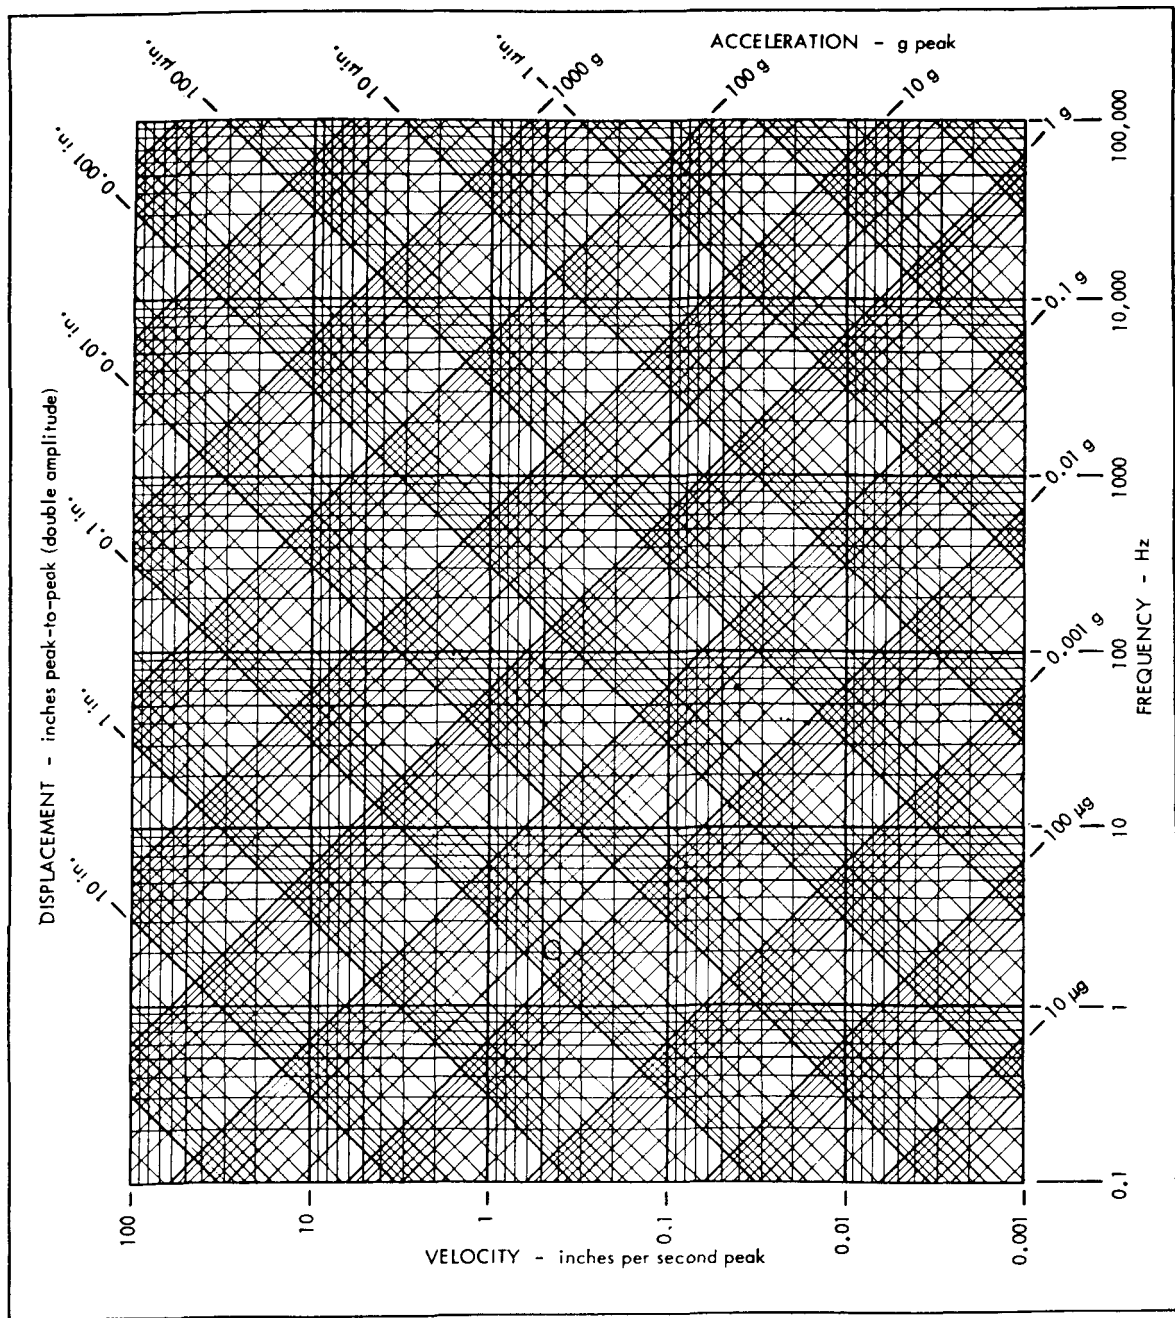 ACCELERATION - g peak
1000 g
100 g
10 g
1 g
0.1 g
0.01 g
0.001 g
100 µg
10 µg
DISPLACEMENT - inches peak-to-peak (double amplitude)
10 in.
1 in.
0.1 in.
0.01 in.
0.001 in.
100 µin.
10 µin.
1 µin.
VELOCITY - inches per second peak
100
10
1
0.1
0.01
0.001
FREQUENCY - Hz
0.1
1
10
100
1000
10,000
100,000